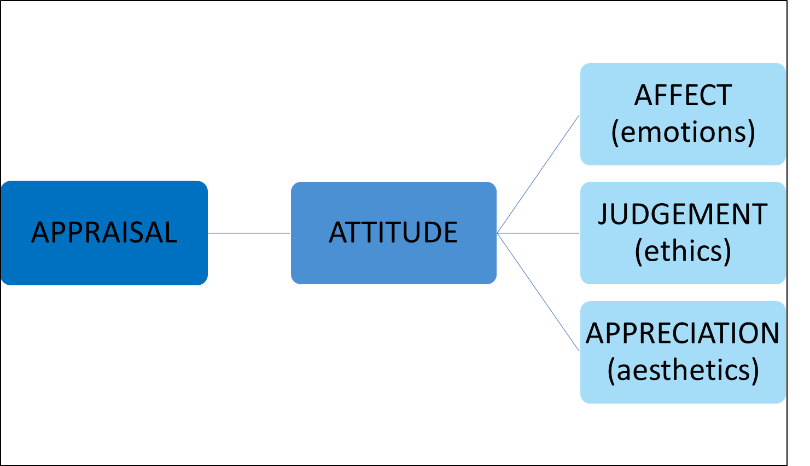 APPRAISAL
ATTITUDE
AFFECT
(emotions)
JUDGEMENT
(ethics)
APPRECIATION
(aesthetics)